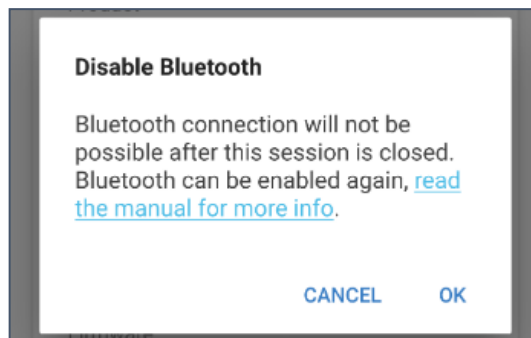 Disable Bluetooth
Bluetooth connection will not be
possible after this session is closed.
Bluetooth can be enabled again, read
the manual for more info.
CANCEL OK